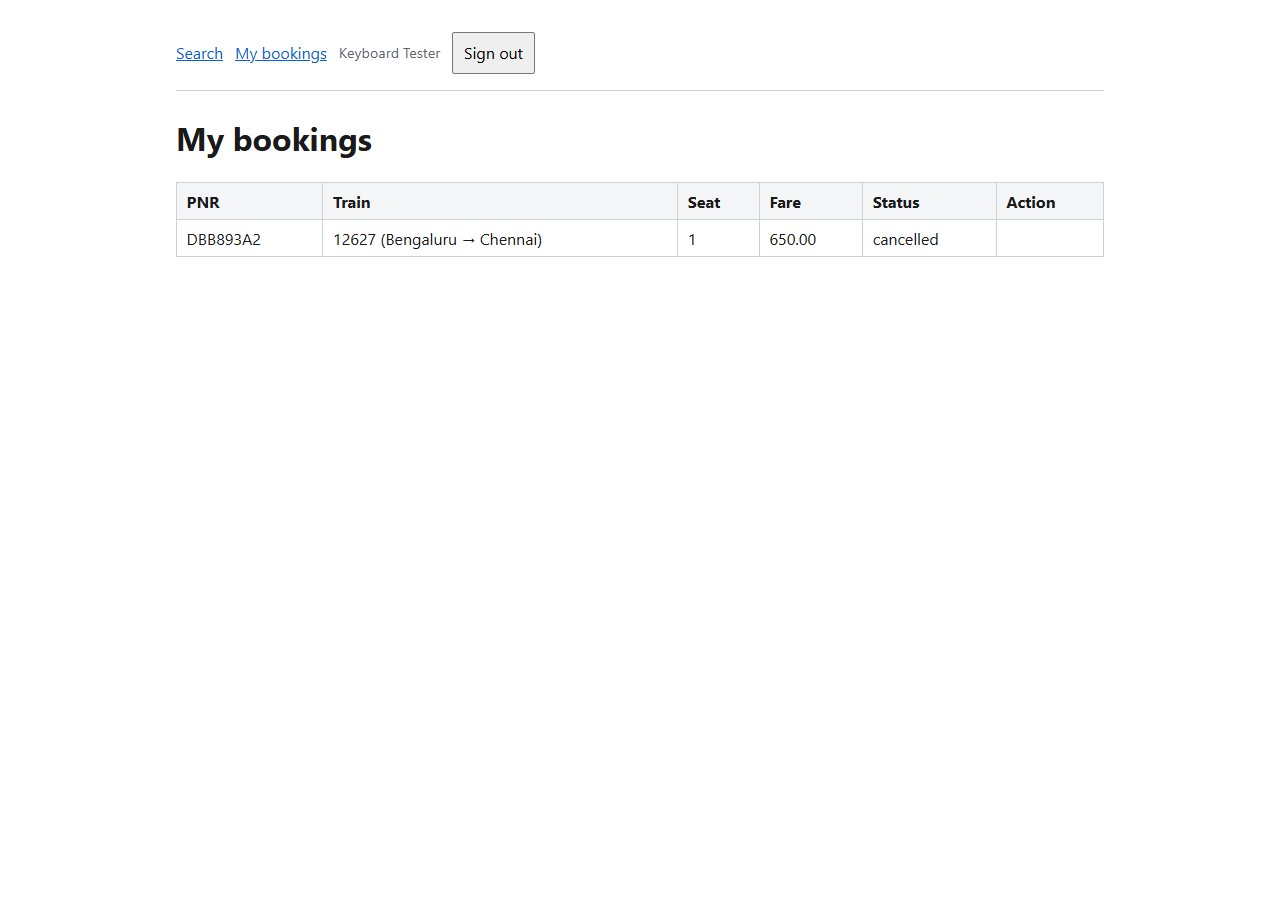 Search My bookings Keyboard Tester Sign out
My bookings
PNR Train Seat Fare Status Action
DBB893A2 12627 (Bengaluru → Chennai) 1 650.00 cancelled